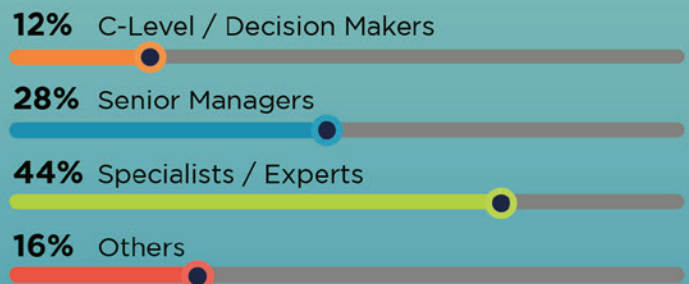 12% C-Level / Decision Makers
28% Senior Managers
44% Specialists / Experts
16% Others